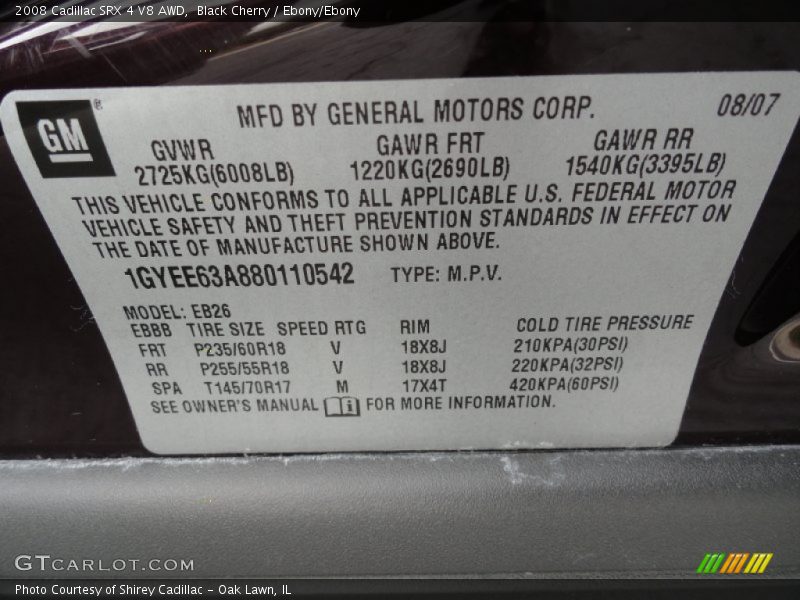 2008 Cadillac SRX 4 V8 AWD, Black Cherry / Ebony/Ebony
GM®
MFD BY GENERAL MOTORS CORP. 08/07
GVWR GAWR FRT GAWR RR
2725KG(6008LB) 1220KG(2690LB) 1540KG(3395LB)
THIS VEHICLE CONFORMS TO ALL APPLICABLE U.S. FEDERAL MOTOR
VEHICLE SAFETY AND THEFT PREVENTION STANDARDS IN EFFECT ON
THE DATE OF MANUFACTURE SHOWN ABOVE.
1GYEE63A880110542 TYPE: M.P.V.
MODEL: EB26
EBBB TIRE SIZE SPEED RTG RIM COLD TIRE PRESSURE
FRT P235/60R18 V 18X8J 210KPA(30PSI)
RR P255/55R18 V 18X8J 220KPA(32PSI)
SPA T145/70R17 M 17X4T 420KPA(60PSI)
SEE OWNER'S MANUAL FOR MORE INFORMATION.
GTCARLOT.COM
Photo Courtesy of Shirey Cadillac - Oak Lawn, IL